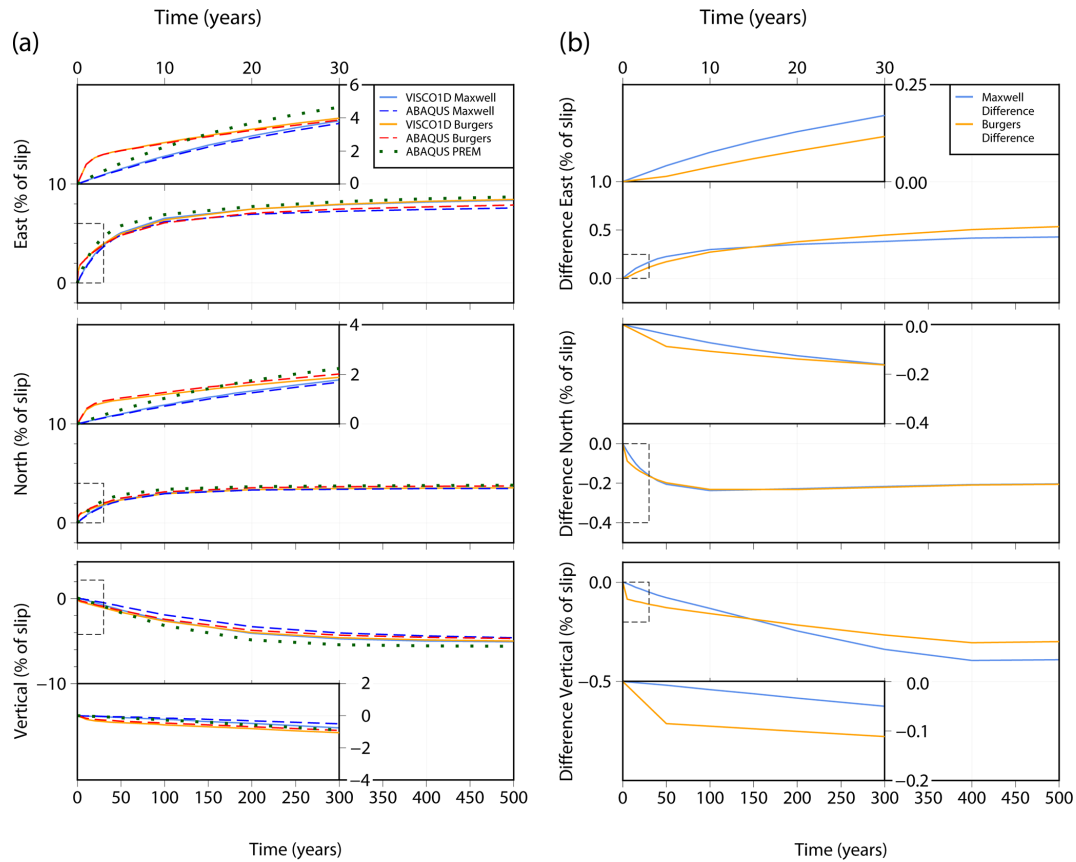 Time (years)
(a)
0 10 20 30
6
4
2
0
VISCO1D Maxwell
ABAQUS Maxwell
VISCO1D Burgers
ABAQUS Burgers
ABAQUS PREM
East (% of slip)
10
0
4
2
0
North (% of slip)
10
0
Vertical (% of slip)
0
−10
2
0
−2
−4
0 50 100 150 200 250 300 350 400 450 500
Time (years)
Time (years)
(b)
0 10 20 30
0.25
0.00
Maxwell
Difference
Burgers
Difference
Difference East (% of slip)
1.0
0.5
0.0
0.0
−0.2
−0.4
Difference North (% of slip)
0.0
−0.2
−0.4
Difference Vertical (% of slip)
0.0
−0.5
0.0
−0.1
−0.2
0 50 100 150 200 250 300 350 400 450 500
Time (years)